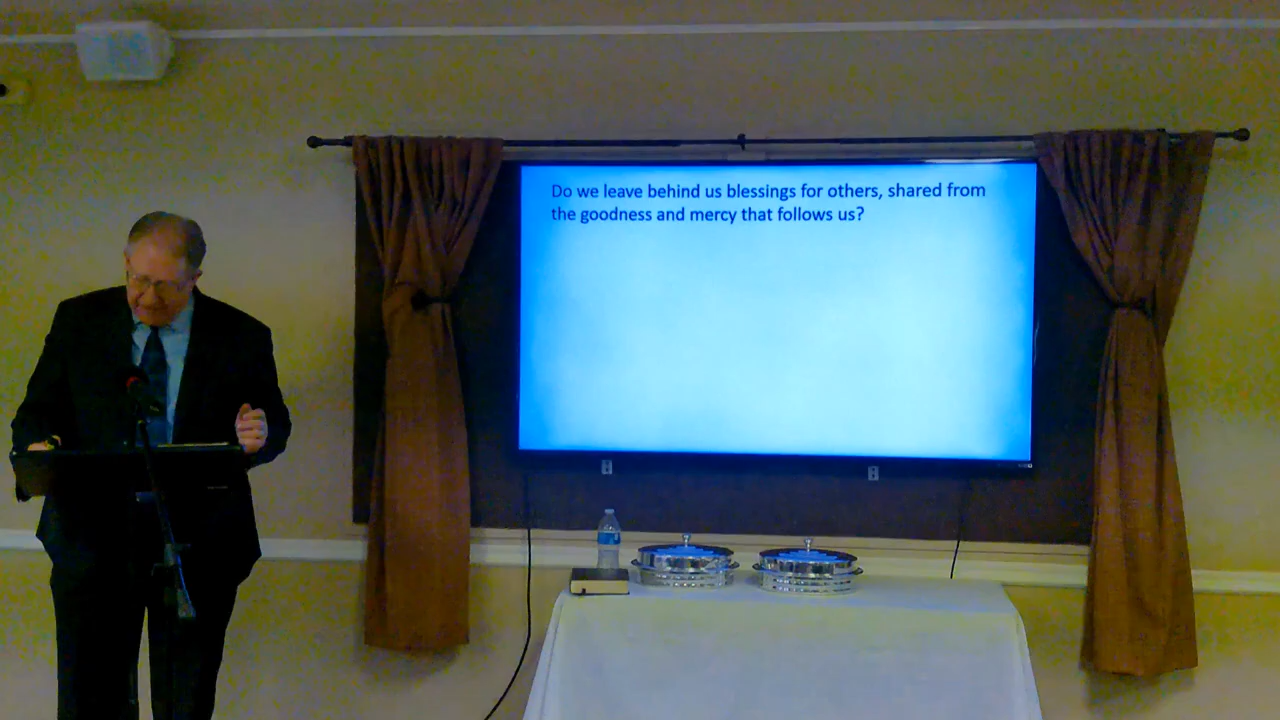 Do we leave behind us blessings for others, shared from
the goodness and mercy that follows us?